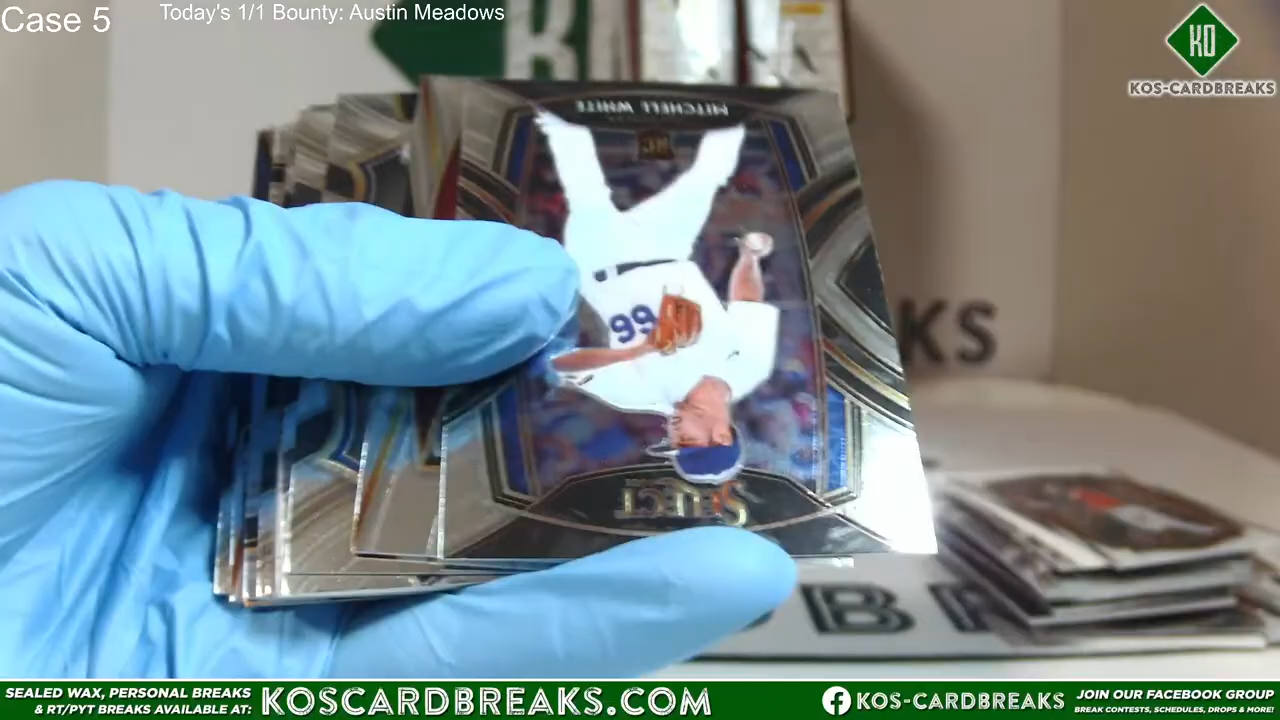 Case 5
Today's 1/1 Bounty: Austin Meadows
KO
KOS-CARDBREAKS
MITCHELL WHITE
RC
66
SELECT
KS
SEALED WAX, PERSONAL BREAKS
& RT/PYT BREAKS AVAILABLE AT:
KOSCARDBREAKS.COM
KOS-CARDBREAKS
JOIN OUR FACEBOOK GROUP
BREAK CONTESTS, SCHEDULES, DROPS & MORE!